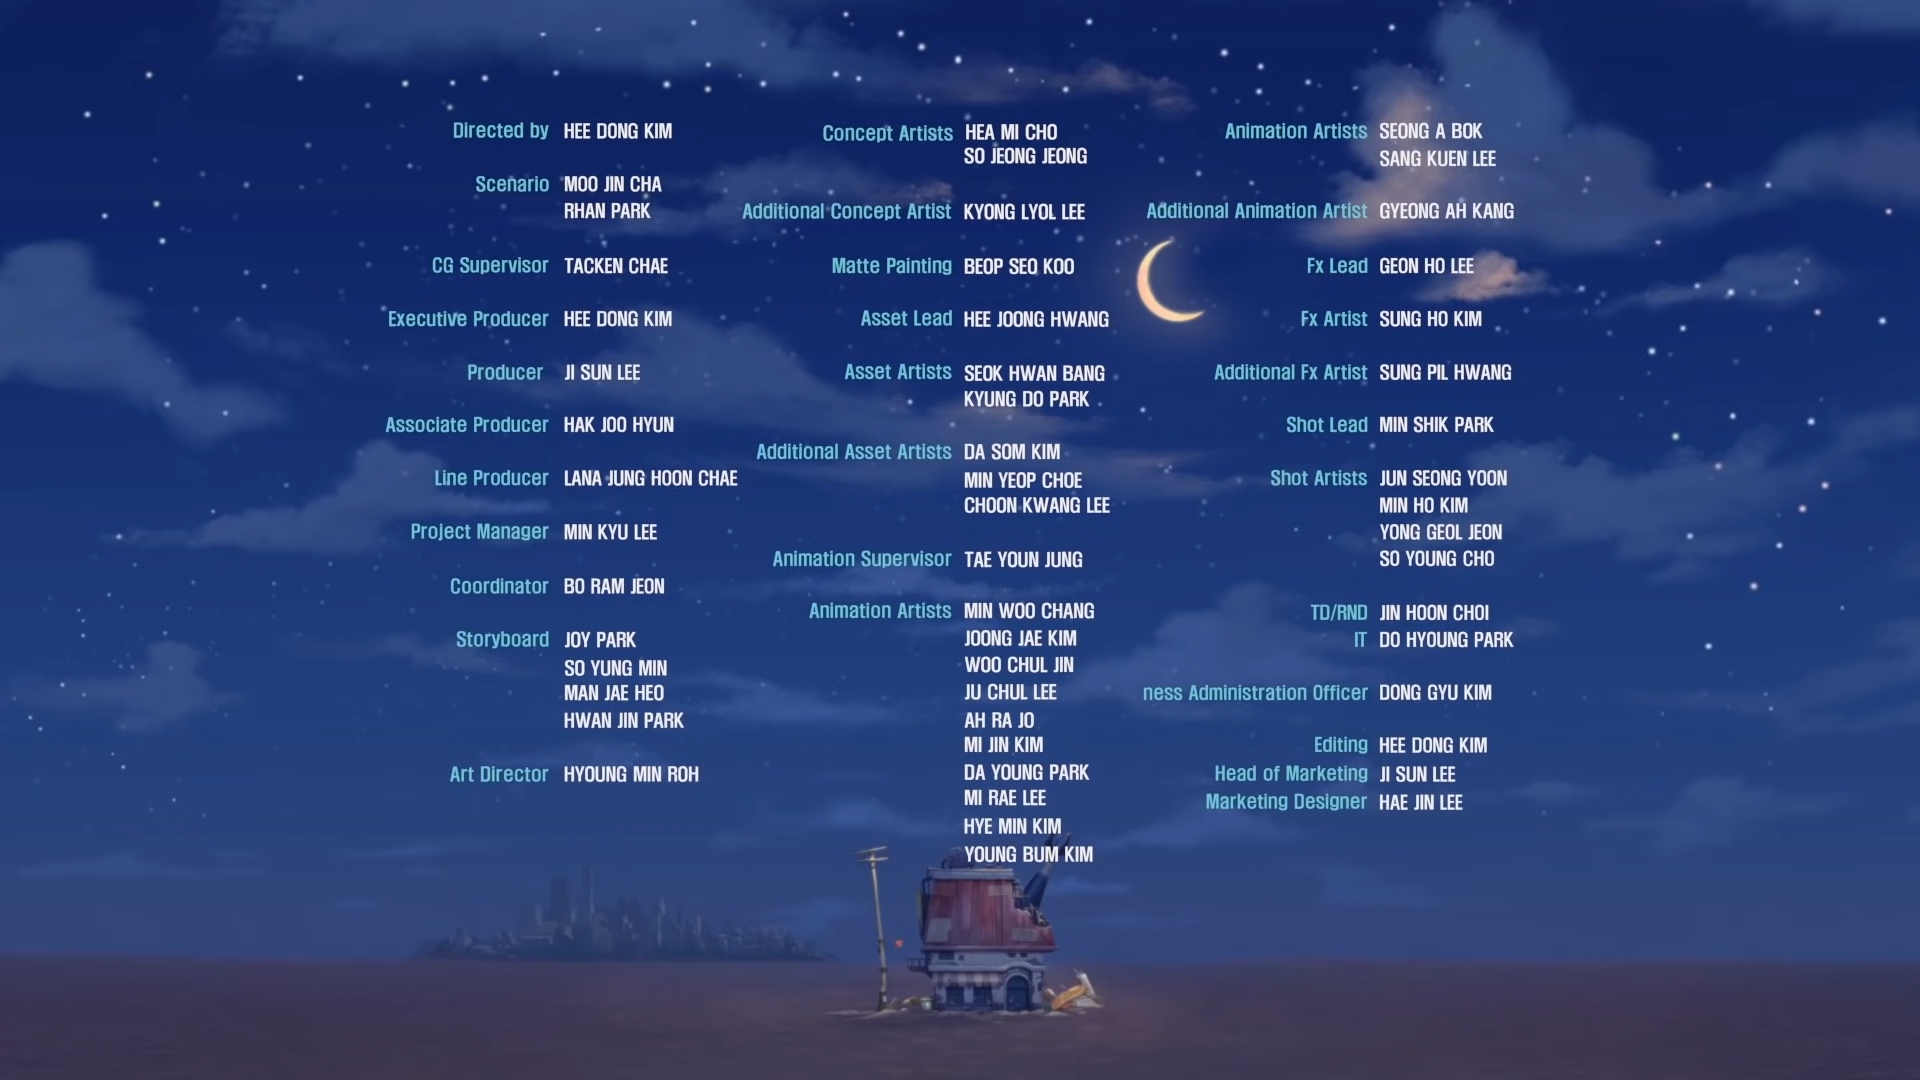 Directed by HEE DONG KIM
Scenario MOO JIN CHA
RHAN PARK
CG Supervisor TACKEN CHAE
Executive Producer HEE DONG KIM
Producer JI SUN LEE
Associate Producer HAK JOO HYUN
Line Producer LANA JUNG HOON CHAE
Project Manager MIN KYU LEE
Coordinator BO RAM JEON
Storyboard JOY PARK
SO YUNG MIN
MAN JAE HEO
HWAN JIN PARK
Art Director HYOUNG MIN ROH
Concept Artists HEA MI CHO
SO JEONG JEONG
Additional Concept Artist KYONG LYOL LEE
Matte Painting BEOP SEO KOO
Asset Lead HEE JOONG HWANG
Asset Artists SEOK HWAN BANG
KYUNG DO PARK
Additional Asset Artists DA SOM KIM
MIN YEOP CHOE
CHOON KWANG LEE
Animation Supervisor TAE YOUN JUNG
Animation Artists MIN WOO CHANG
JOONG JAE KIM
WOO CHUL JIN
JU CHUL LEE
AH RA JO
MI JIN KIM
DA YOUNG PARK
MI RAE LEE
HYE MIN KIM
YOUNG BUM KIM
Animation Artists SEONG A BOK
SANG KUEN LEE
Additional Animation Artist GYEONG AH KANG
Fx Lead GEON HO LEE
Fx Artist SUNG HO KIM
Additional Fx Artist SUNG PIL HWANG
Shot Lead MIN SHIK PARK
Shot Artists JUN SEONG YOON
MIN HO KIM
YONG GEOL JEON
SO YOUNG CHO
TD/RND JIN HOON CHOI
IT DO HYOUNG PARK
ness Administration Officer DONG GYU KIM
Editing HEE DONG KIM
Head of Marketing JI SUN LEE
Marketing Designer HAE JIN LEE